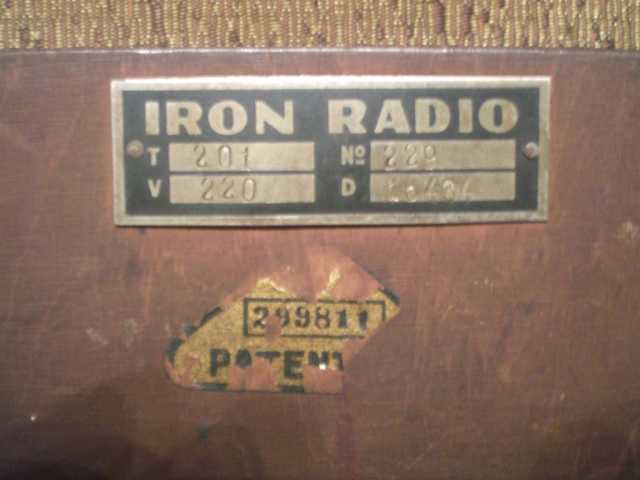 IRON RADIO
T 201 Nº 229
V 220 D
299811
PATENT